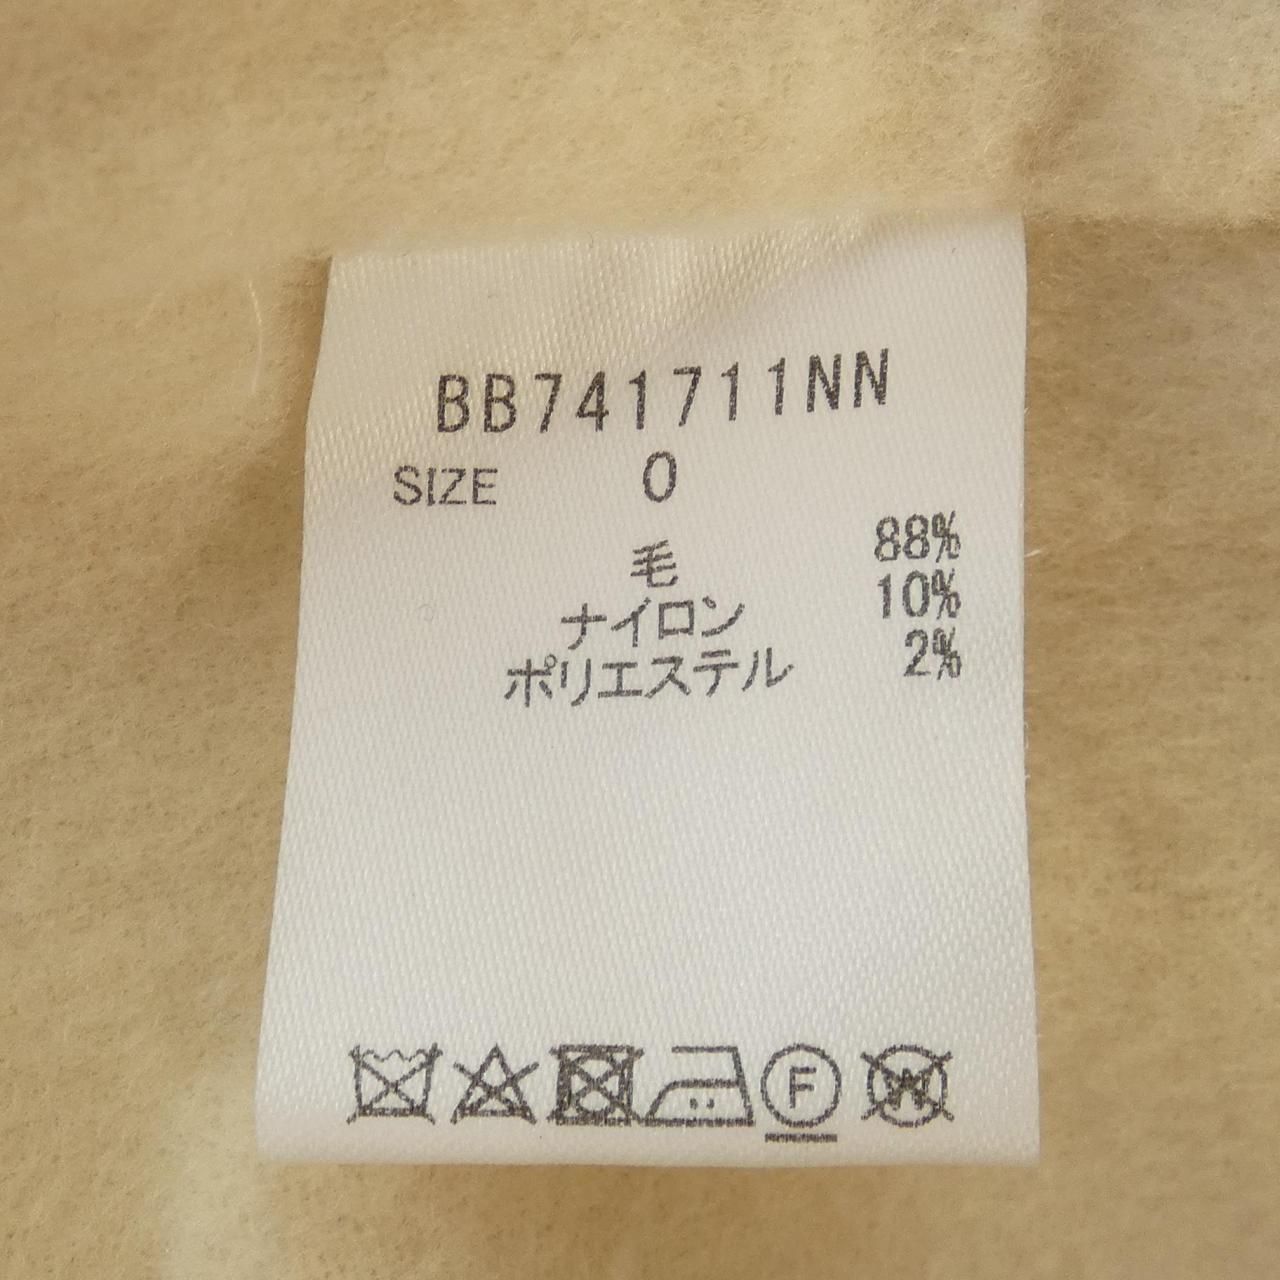 BB741711NN
SIZE 0
毛 88%
ナイロン 10%
ポリエステル 2%
F W